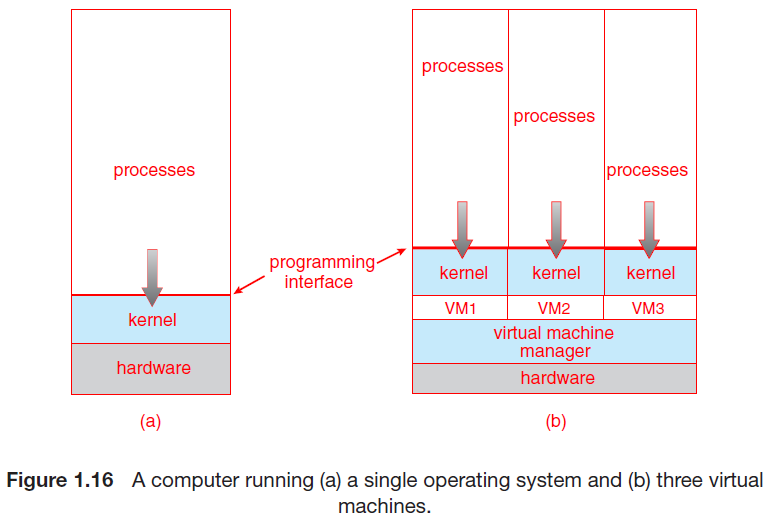 processes
kernel
hardware
(a)
programming
interface
processes
processes
processes
kernel
kernel
kernel
VM1
VM2
VM3
virtual machine
manager
hardware
(b)
Figure 1.16 A computer running (a) a single operating system and (b) three virtual
machines.